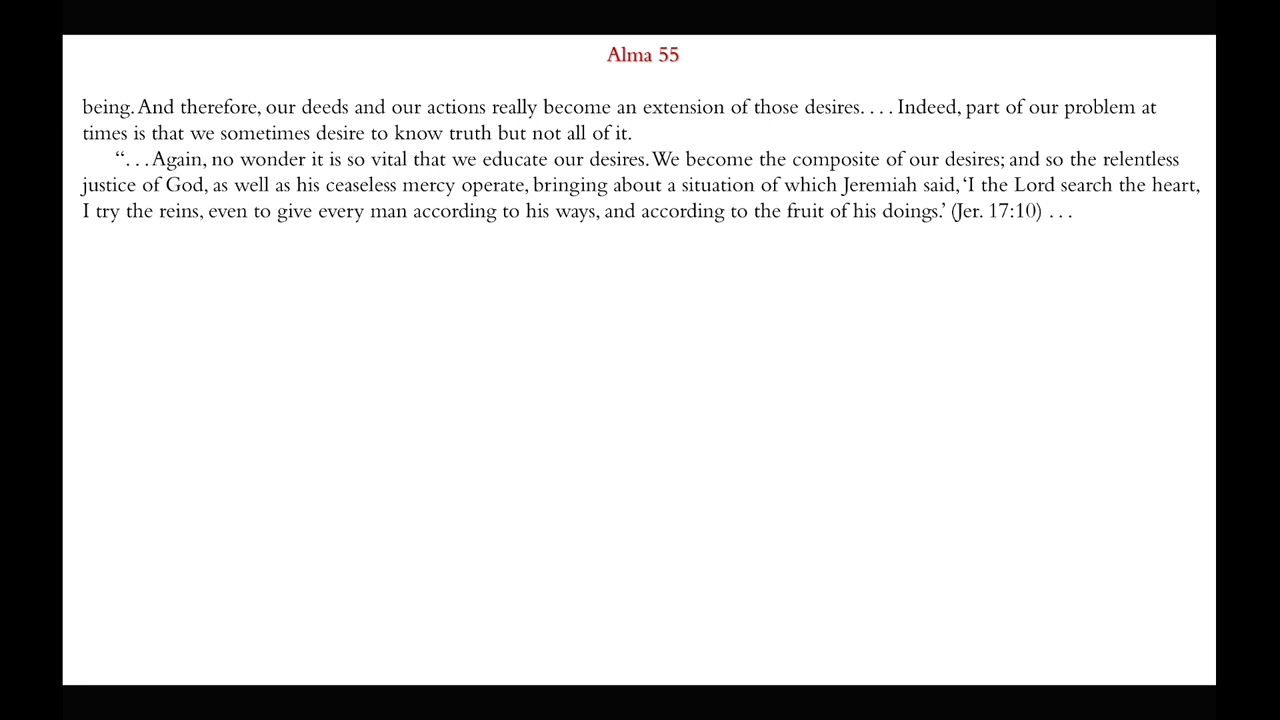 Alma 55
being. And therefore, our deeds and our actions really become an extension of those desires. . . . Indeed, part of our problem at
times is that we sometimes desire to know truth but not all of it.
“. . . Again, no wonder it is so vital that we educate our desires. We become the composite of our desires; and so the relentless
justice of God, as well as his ceaseless mercy operate, bringing about a situation of which Jeremiah said, ‘I the Lord search the heart,
I try the reins, even to give every man according to his ways, and according to the fruit of his doings.’ (Jer. 17:10) . . .